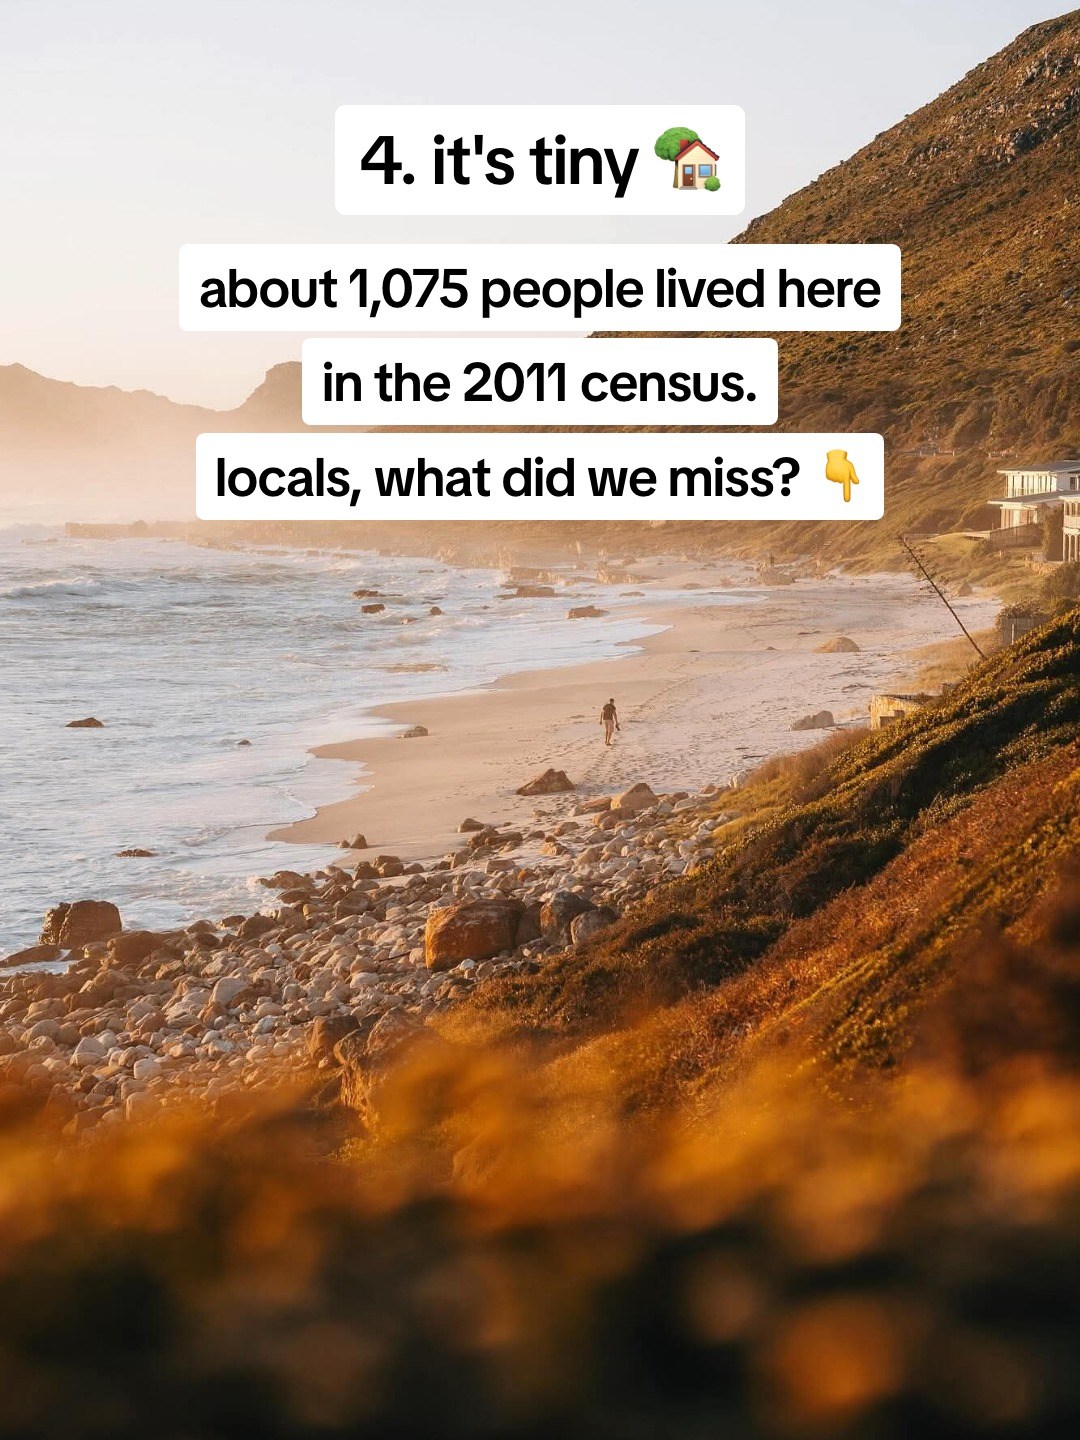 4. it's tiny 🏡
about 1,075 people lived here
in the 2011 census.
locals, what did we miss? 👇